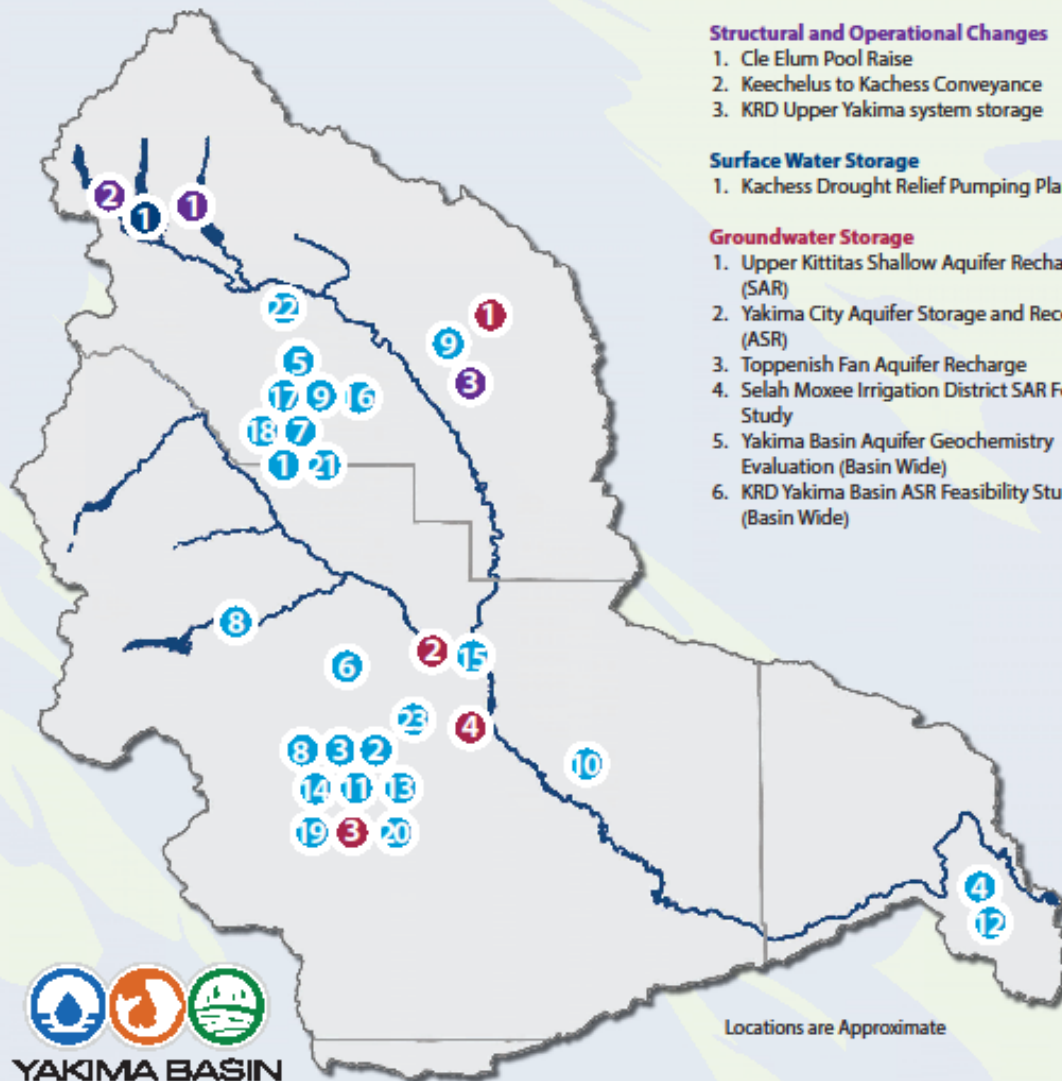 Structural and Operational Changes
1. Cle Elum Pool Raise
2. Keechelus to Kachess Conveyance
3. KRD Upper Yakima system storage
Surface Water Storage
1. Kachess Drought Relief Pumping
Groundwater Storage
1. Upper Kittitas Shallow Aquifer
(SAR)
2. Yakima City Aquifer Storage and
(ASR)
3. Toppenish Fan Aquifer Recharge
4. Selah Moxee Irrigation District SAR
Study
5. Yakima Basin Aquifer Geochemistry
Evaluation (Basin Wide)
6. KRD Yakima Basin ASR Feasibility
(Basin Wide)
2
1
1
22
1
9
5
3
17 9 16
18 7
1 21
8
2 15
6
23 4
8 3 2
10
14 11 13
19 3 20
4
12
Locations are Approximate
YAKIMA BASIN